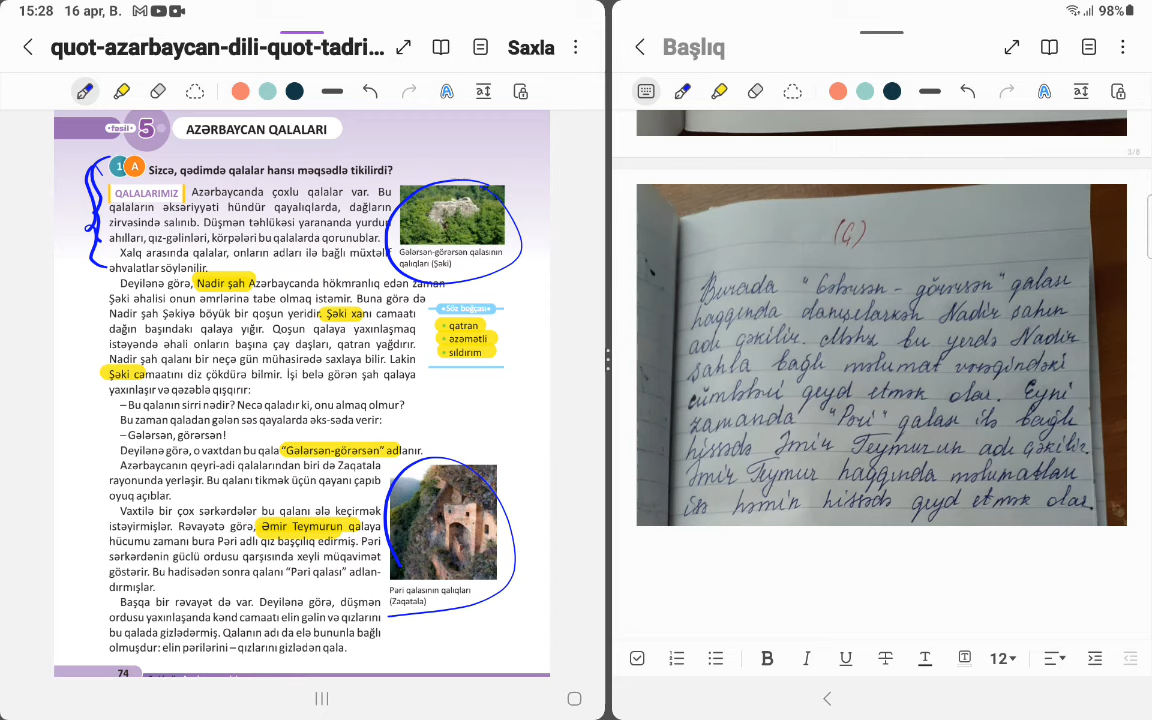 15:28 16 apr, B.
98%
quot-azarbaycan-dili-quot-tadri...
Saxla
Başlıq
fəsil 5
AZƏRBAYCAN QALALARI
1 A Sizcə, qədimdə qalalar hansı məqsədlə tikilirdi?
QALALARIMIZ Azərbaycanda çoxlu qalalar var. Bu
qalaların əksəriyyəti hündür qayalıqlarda, dağların
zirvəsində salınıb. Düşmən təhlükəsi yarananda yurdun
ahılları, qız-gəlinləri, körpələri bu qalalarda qorunublar.
Xalq arasında qalalar, onların adları ilə bağlı müxtəlif
əhvalatlar söylənilir.
Gələrsən-görərsən qalasının
qalıqları (Şəki)
Deyilənə görə, Nadir şah Azərbaycanda hökmranlıq edən zaman
Şəki əhalisi onun əmrlərinə tabe olmaq istəmir. Buna görə də
Nadir şah Şəkiyə böyük bir qoşun yeridir. Şəki xanı camaatı
dağın başındakı qalaya yığır. Qoşun qalaya yaxınlaşmaq
istəyəndə əhali onların başına çay daşları, qatran yağdırır.
Nadir şah qalanı bir neçə gün mühasirədə saxlaya bilir. Lakin
Şəki camaatını diz çökdürə bilmir. İşi belə görən şah qalaya
yaxınlaşır və qəzəblə qışqırır:
Söz boğçası
• qatran
• əzəmətli
• sıldırım
– Bu qalanın sirri nədir? Necə qaladır ki, onu almaq olmur?
Bu zaman qaladan gələn səs qayalarda əks-səda verir:
– Gələrsən, görərsən!
Deyilənə görə, o vaxtdan bu qala “Gələrsən-görərsən” adlanır.
Azərbaycanın qeyri-adi qalalarından biri də Zaqatala
rayonunda yerləşir. Bu qalanı tikmək üçün qayanı çapıb
oyuq açıblar.
Vaxtilə bir çox sərkərdələr bu qalanı ələ keçirmək
istəyirmişlər. Rəvayətə görə, Əmir Teymurun qalaya
hücumu zamanı bura Pəri adlı qız başçılıq edirmiş. Pəri
sərkərdənin güclü ordusu qarşısında xeyli müqavimət
göstərir. Bu hadisədən sonra qalanı “Pəri qalası” adlan-
dırmışlar.
Pəri qalasının qalıqları
(Zaqatala)
Başqa bir rəvayət də var. Deyilənə görə, düşmən
ordusu yaxınlaşanda kənd camaatı elin gəlin və qızlarını
bu qalada gizlədərmiş. Qalanın adı da elə bununla bağlı
olmuşdur: elin pərilərini – qızlarını gizlədən qala.
74
3/8
(4)
Burada "Gələrsən - görərsən" qalası
haqqında danışılarkən Nadir şahın
adı çəkilir. Məhz bu yerdə Nadir
şahla bağlı məlumat vərəqindəki
cümlələri qeyd etmək olar. Eyni
zamanda "Pəri" qalası ilə bağlı
hissədə Əmir Teymurun adı çəkilir.
Əmir Teymur haqqında məlumatları
isə həmin hissədə qeyd etmək olar.
B I U T T 12